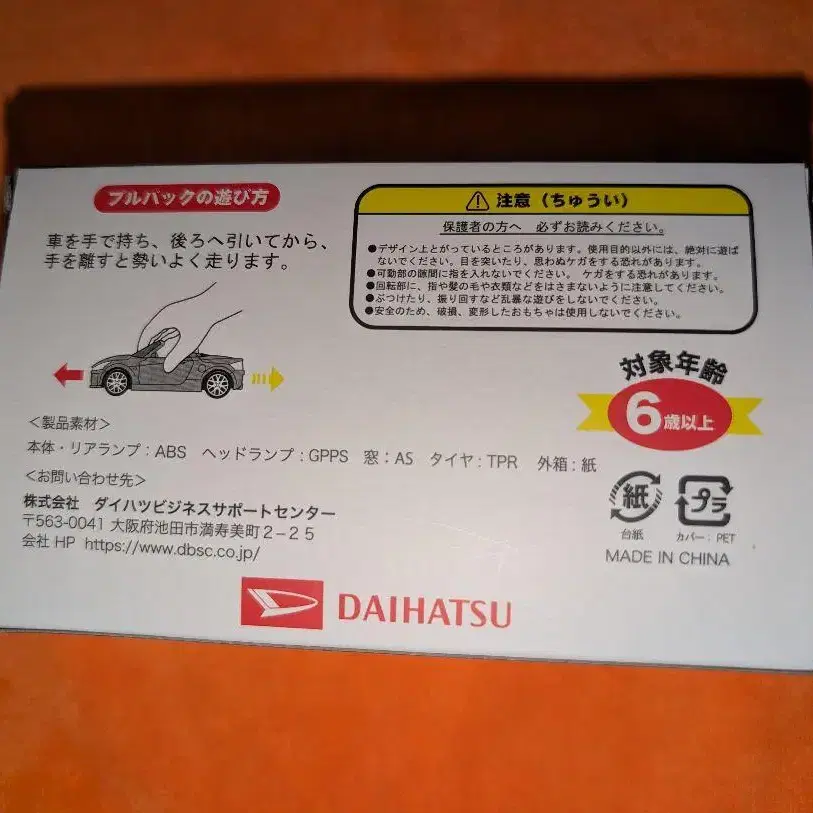 プルバックの遊び方
車を手で持ち、後ろへ引いてから、
手を離すと勢いよく走ります。
注意（ちゅうい）
保護者の方へ 必ずお読みください。
●デザイン上とがっているところがあります。使用目的以外には、絶対に遊ば
ないでください。目を突いたり、思わぬケガをする恐れがあります。
●可動部の隙間に指を入れないでください。 ケガをする恐れがあります。
●回転部に、指や髪の毛や衣類などをはさまないように注意してください。
●ぶつけたり、振り回すなど乱暴な遊びをしないでください。
●安全のため、破損、変形したおもちゃは使用しないでください。
対象年齢
6歳以上
＜製品素材＞
本体・リアランプ：ABS ヘッドランプ：GPPS 窓：AS タイヤ：TPR 外箱：紙
＜お問い合わせ先＞
株式会社 ダイハツビジネスサポートセンター
〒563-0041 大阪府池田市満寿美町2－25
会社 HP https://www.dbsc.co.jp/
紙
台紙
プラ
カバー：PET
MADE IN CHINA
DAIHATSU